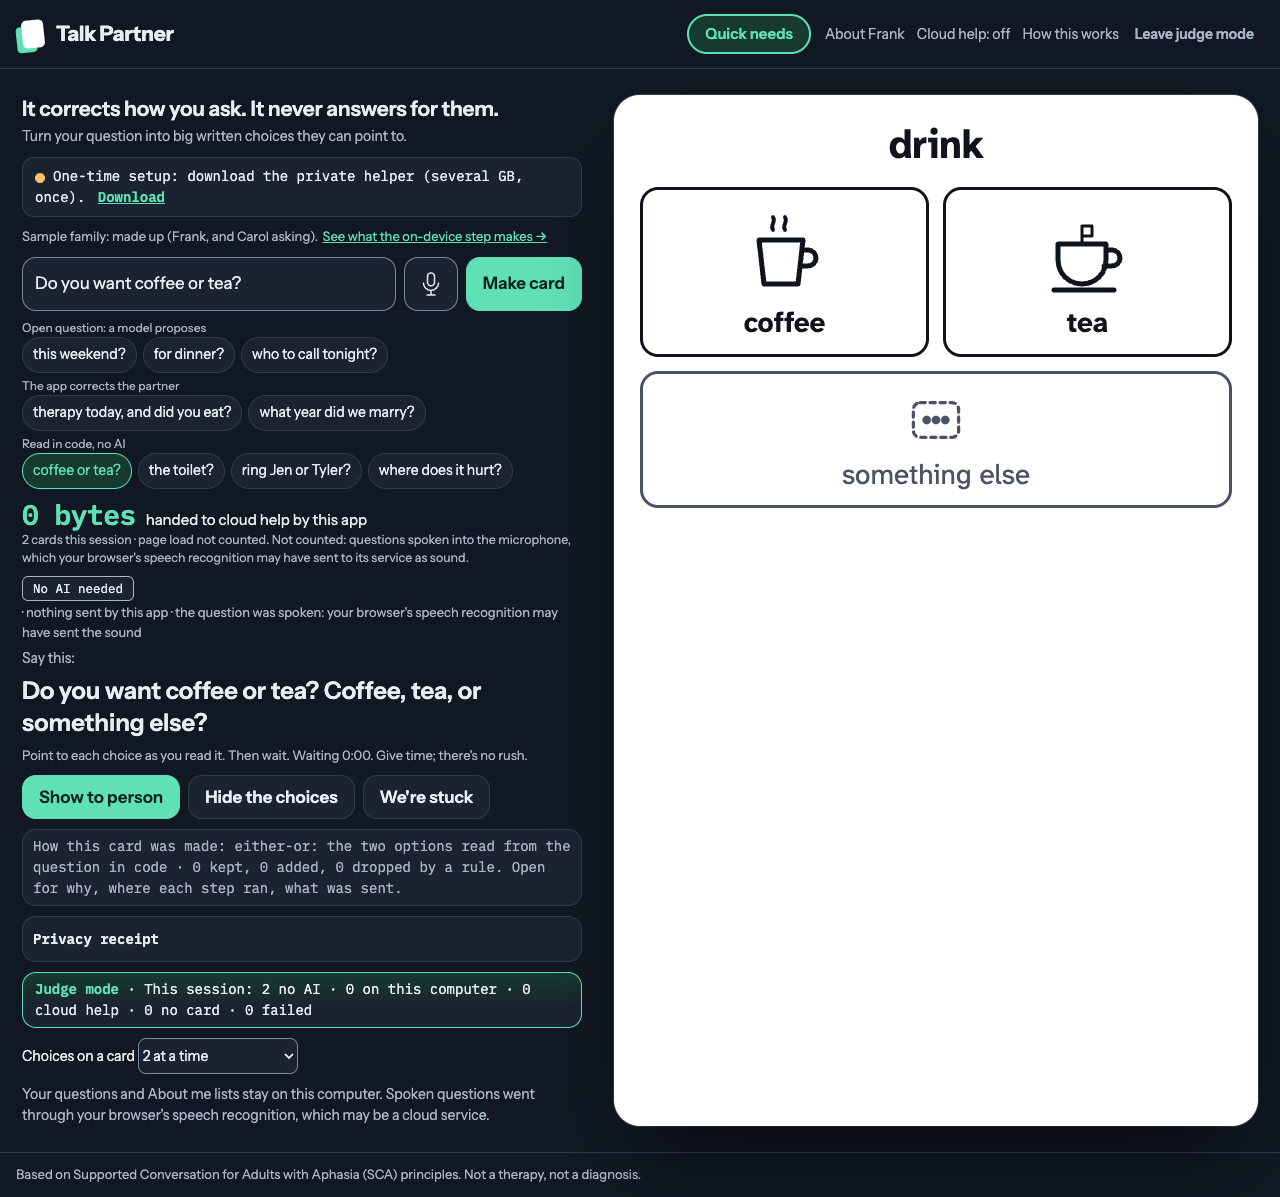 Talk Partner
Quick needs
About Frank
Cloud help: off
How this works
Leave judge mode
It corrects how you ask. It never answers for them.
Turn your question into big written choices they can point to.
One-time setup: download the private helper (several GB,
once). Download
Sample family: made up (Frank, and Carol asking). See what the on-device step makes →
Do you want coffee or tea?
Make card
Open question: a model proposes
this weekend?
for dinner?
who to call tonight?
The app corrects the partner
therapy today, and did you eat?
what year did we marry?
Read in code, no AI
coffee or tea?
the toilet?
ring Jen or Tyler?
where does it hurt?
0 bytes handed to cloud help by this app
2 cards this session · page load not counted. Not counted: questions spoken into the microphone,
which your browser's speech recognition may have sent to its service as sound.
No AI needed
· nothing sent by this app · the question was spoken: your browser's speech recognition may
have sent the sound
Say this:
Do you want coffee or tea? Coffee, tea, or
something else?
Point to each choice as you read it. Then wait. Waiting 0:00. Give time; there's no rush.
Show to person
Hide the choices
We're stuck
How this card was made: either-or: the two options read from the
question in code · 0 kept, 0 added, 0 dropped by a rule. Open
for why, where each step ran, what was sent.
Privacy receipt
Judge mode · This session: 2 no AI · 0 on this computer · 0
cloud help · 0 no card · 0 failed
Choices on a card 2 at a time
Your questions and About me lists stay on this computer. Spoken questions went
through your browser's speech recognition, which may be a cloud service.
drink
coffee
tea
something else
Based on Supported Conversation for Adults with Aphasia (SCA) principles. Not a therapy, not a diagnosis.